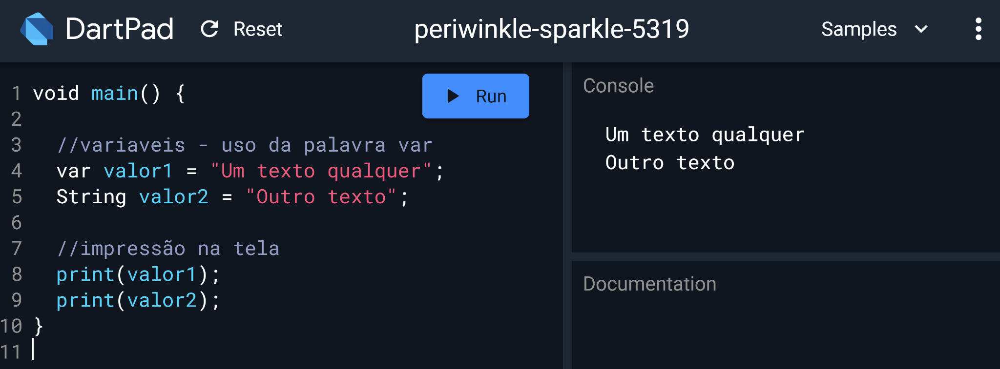 DartPad Reset periwinkle-sparkle-5319 Samples
Run
1 void main() {
2
3 //variaveis - uso da palavra var
4 var valor1 = "Um texto qualquer";
5 String valor2 = "Outro texto";
6
7 //impressão na tela
8 print(valor1);
9 print(valor2);
10 }
11
Console
Um texto qualquer
Outro texto
Documentation